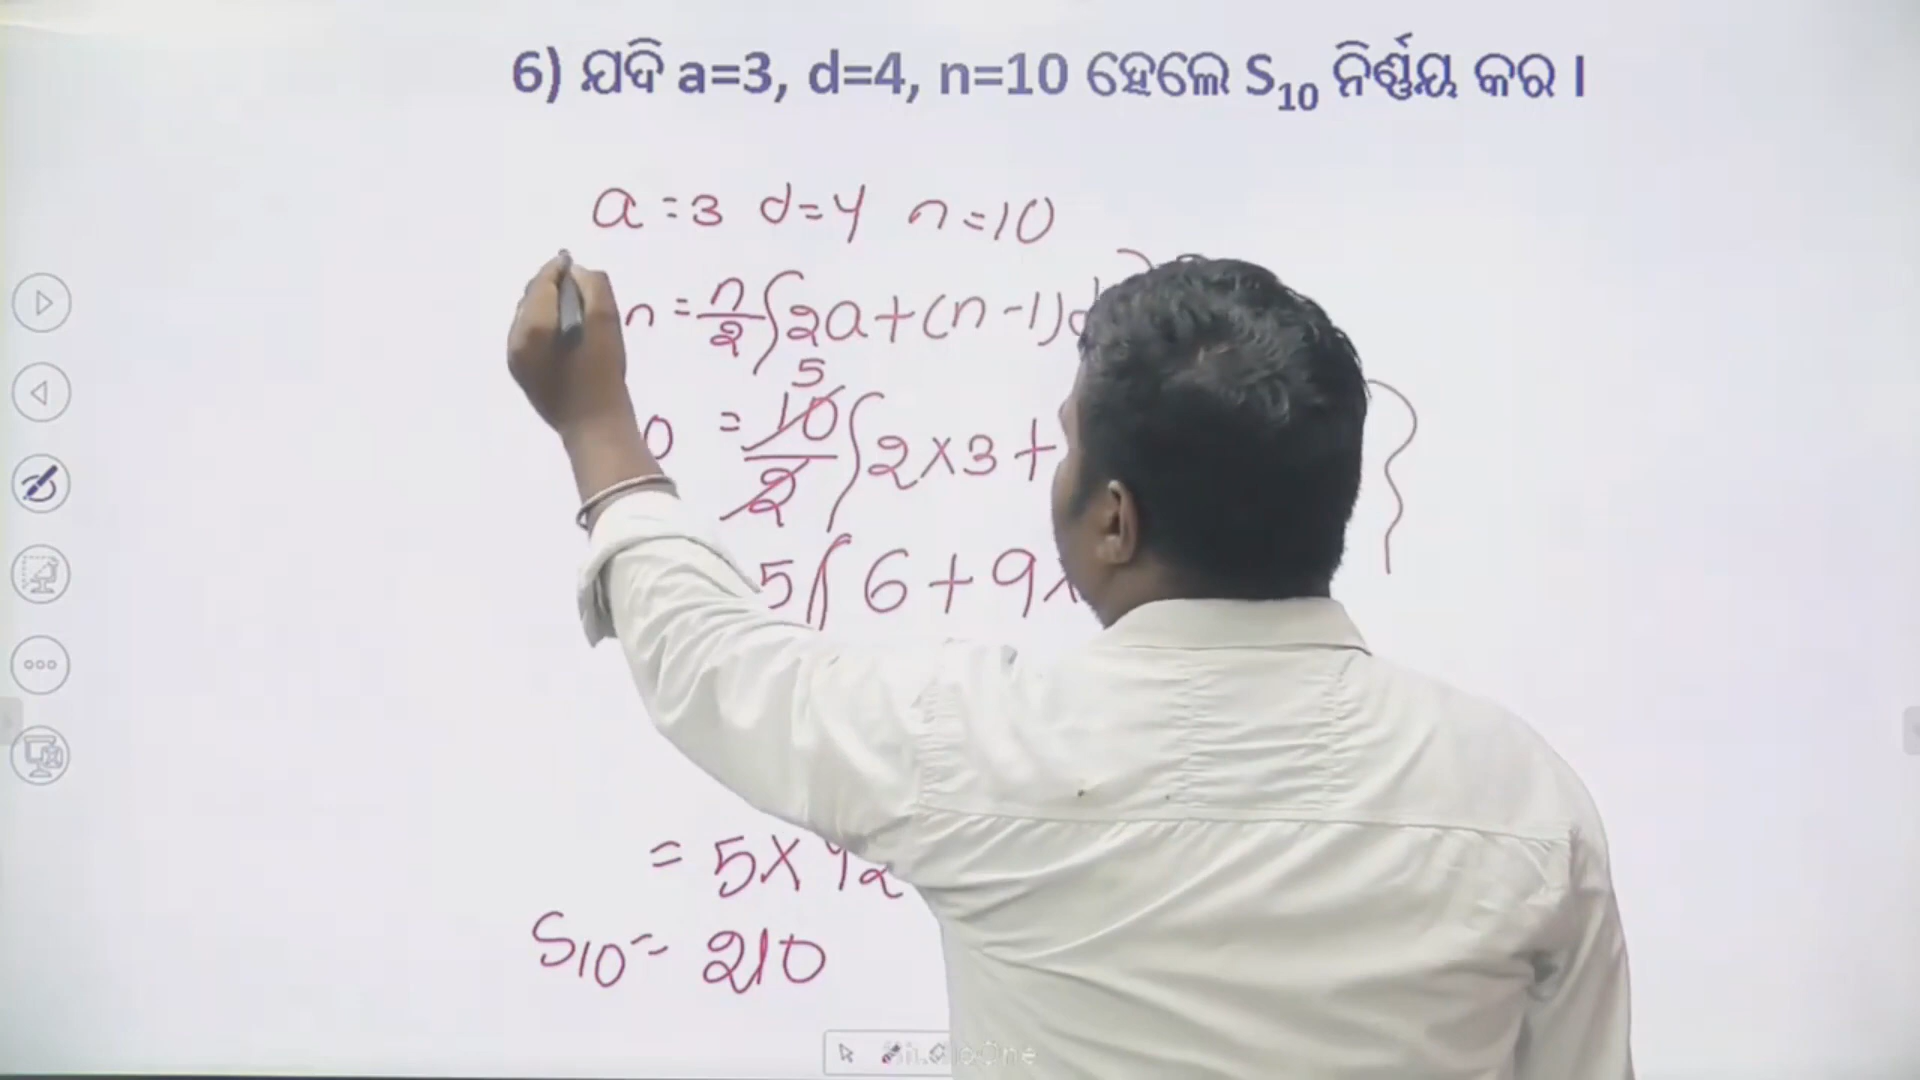 6) ଯଦି a=3, d=4, n=10 ହେଲେ S₁₀ ନିର୍ଣ୍ଣୟ କର ।
a = 3 d = 4 n = 10
n = n/2 { 2a + (n - 1) d
0 = 10/2 5 { 2 × 3 +
5 { 6 + 9 ×
= 5 × 42
S₁₀ = 210